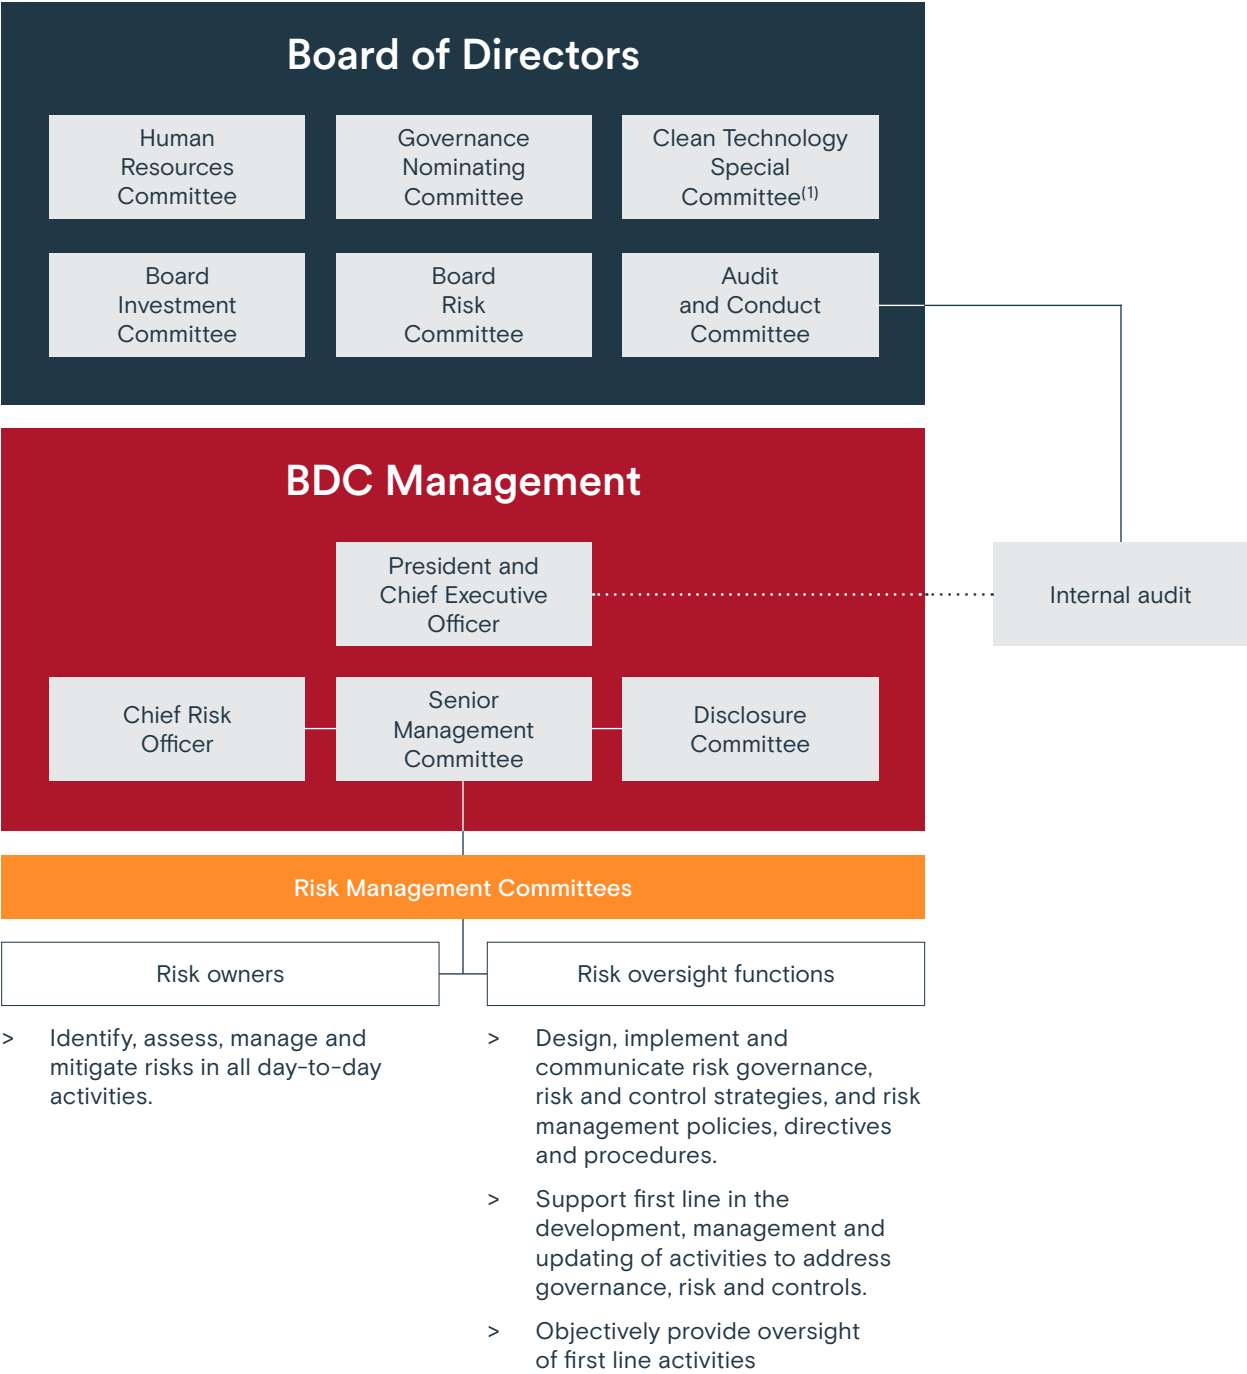 Board of Directors
Human
Resources
Committee
Governance
Nominating
Committee
Clean Technology
Special
Committee(1)
Board
Investment
Committee
Board
Risk
Committee
Audit
and Conduct
Committee
BDC Management
President and
Chief Executive
Officer
Internal audit
Chief Risk
Officer
Senior
Management
Committee
Disclosure
Committee
Risk Management Committees
Risk owners
> Identify, assess, manage and
mitigate risks in all day-to-day
activities.
Risk oversight functions
> Design, implement and
communicate risk governance,
risk and control strategies, and risk
management policies, directives
and procedures.
> Support first line in the
development, management and
updating of activities to address
governance, risk and controls.
> Objectively provide oversight
of first line activities